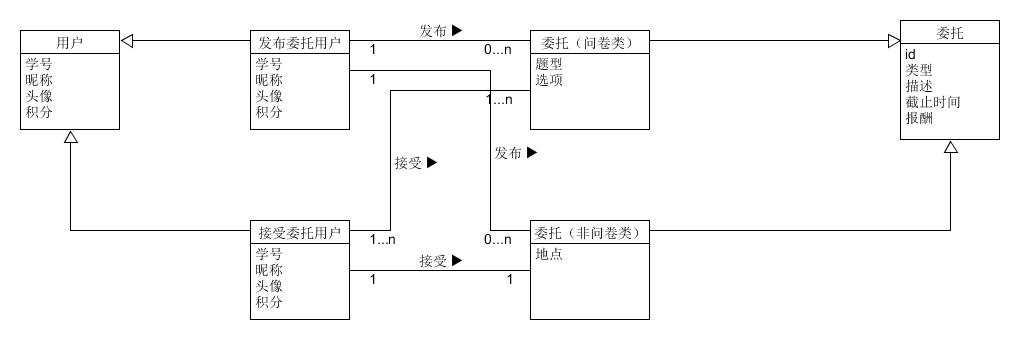 用户
学号
昵称
头像
积分
发布委托用户
学号
昵称
头像
积分
发布 ▶
1
0...n
1
1...n
委托（问卷类）
题型
选项
委托
id
类型
描述
截止时间
报酬
接受 ▶
发布 ▶
接受委托用户
学号
昵称
头像
积分
1...n
0...n
接受 ▶
1
1
委托（非问卷类）
地点